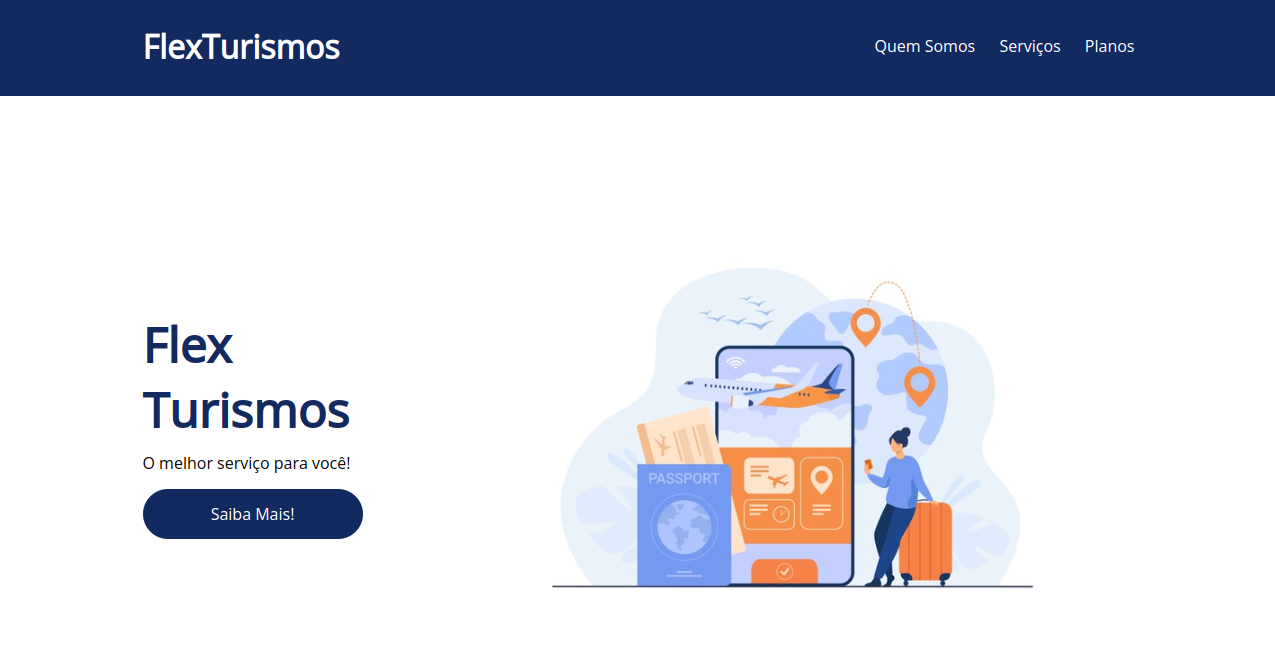 FlexTurismos
Quem Somos Serviços Planos
Flex
Turismos
O melhor serviço para você!
Saiba Mais!
PASSPORT